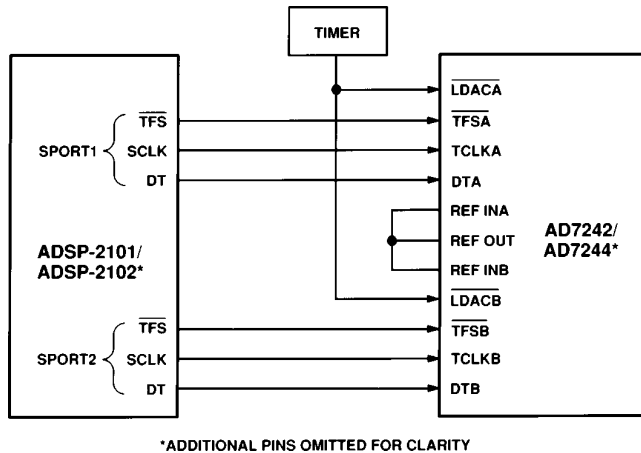 TIMER
SPORT1
TFS
SCLK
DT
ADSP-2101/
ADSP-2102*
SPORT2
TFS
SCLK
DT
LDACA
TFSA
TCLKA
DTA
REF INA
REF OUT
REF INB
LDACB
TFSB
TCLKB
DTB
AD7242/
AD7244*
*ADDITIONAL PINS OMITTED FOR CLARITY